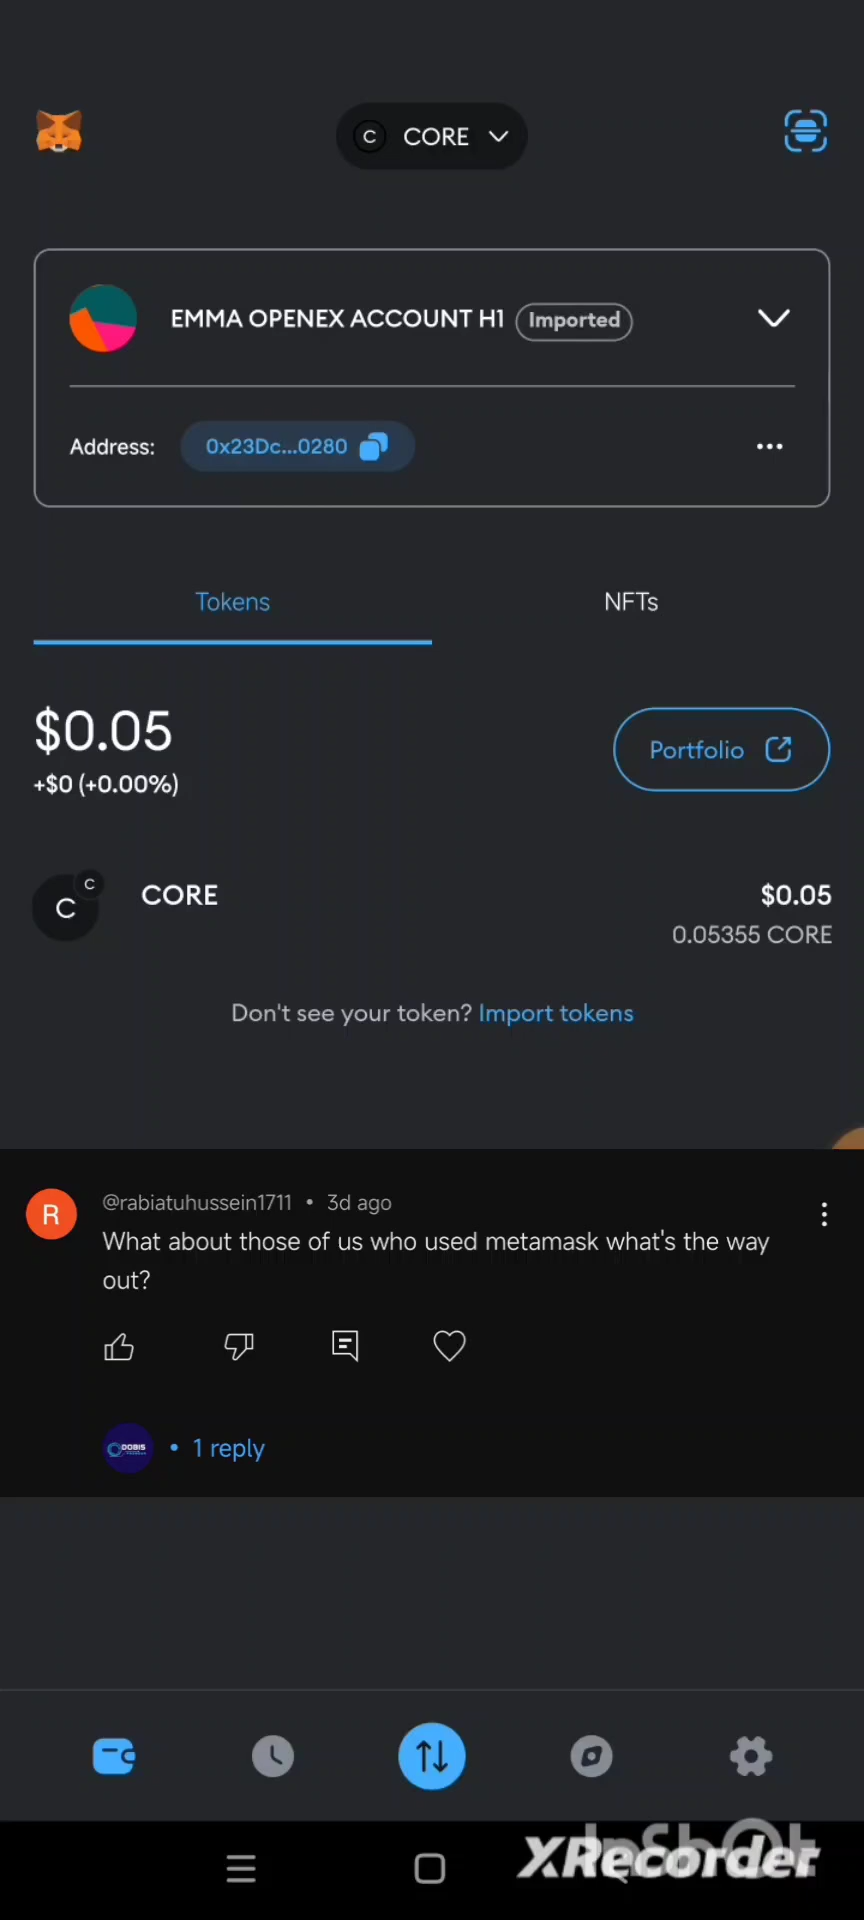 C CORE
EMMA OPENEX ACCOUNT H1 Imported
Address: 0x23Dc...0280
Tokens NFTs
$0.05
+$0 (+0.00%)
Portfolio
C C CORE $0.05
0.05355 CORE
Don't see your token? Import tokens
R @rabiatuhussein1711 • 3d ago
What about those of us who used metamask what's the way
out?
DOBIS • 1 reply
InShOt
XRecorder